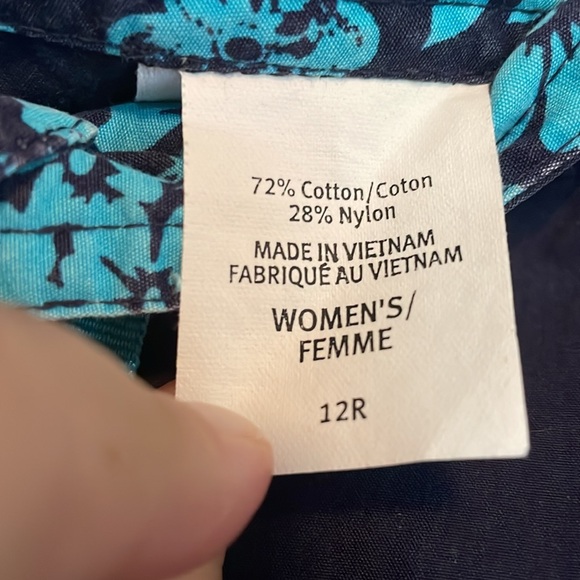 72% Cotton/Coton
28% Nylon
MADE IN VIETNAM
FABRIQUÉ AU VIETNAM
WOMEN'S/
FEMME
12R